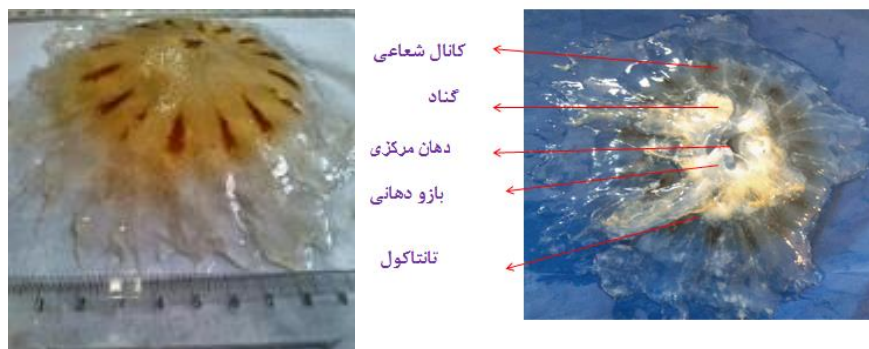 کانال شعاعی
گناد
دهان مرکزی
بازو دهانی
تانتاکول